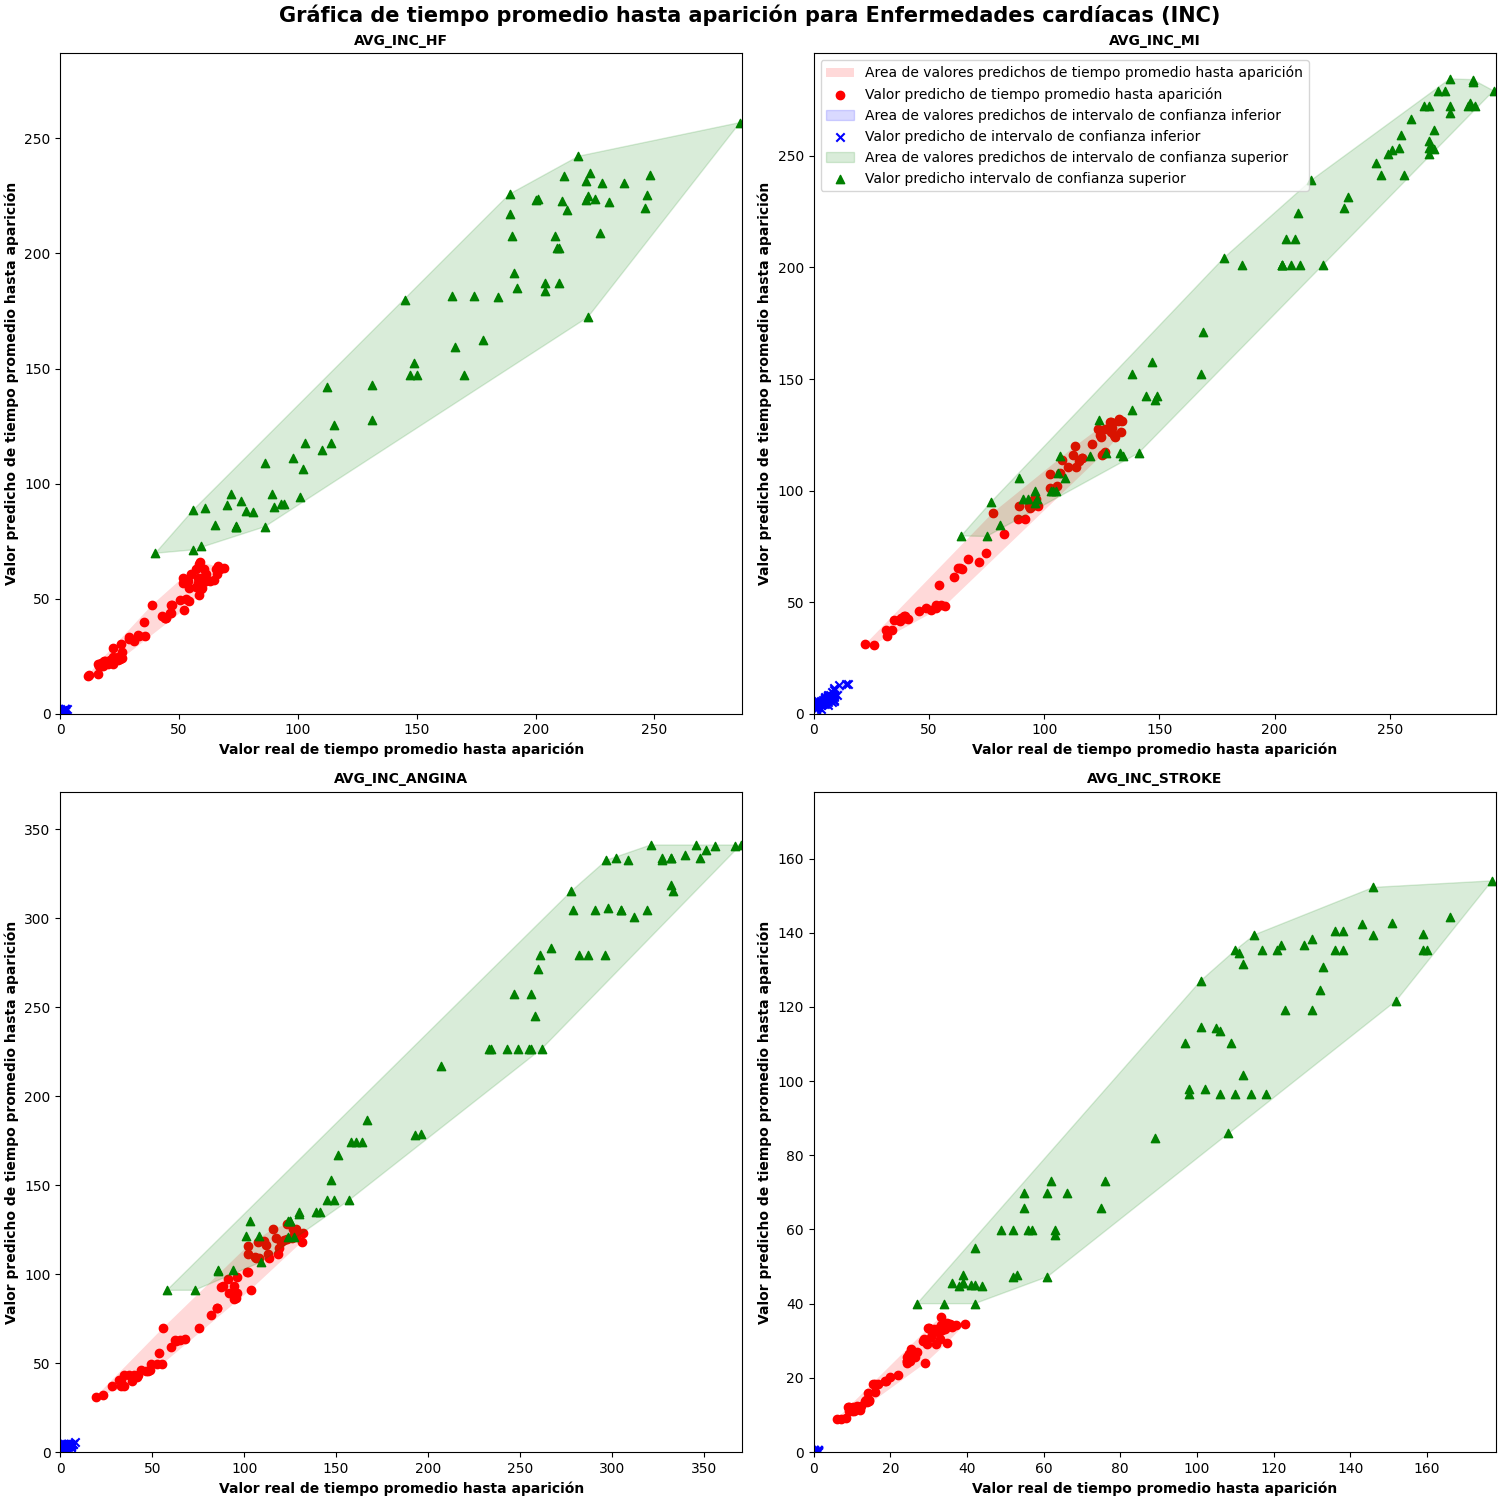 Gráfica de tiempo promedio hasta aparición para Enfermedades cardíacas (INC)
AVG_INC_HF
Valor predicho de tiempo promedio hasta aparición
250
200
150
100
50
0
0 50 100 150 200 250
Valor real de tiempo promedio hasta aparición
AVG_INC_MI
Area de valores predichos de tiempo promedio hasta aparición
Valor predicho de tiempo promedio hasta aparición
Area de valores predichos de intervalo de confianza inferior
Valor predicho de intervalo de confianza inferior
Area de valores predichos de intervalo de confianza superior
Valor predicho intervalo de confianza superior
Valor predicho de tiempo promedio hasta aparición
250
200
150
100
50
0
0 50 100 150 200 250
Valor real de tiempo promedio hasta aparición
AVG_INC_ANGINA
Valor predicho de tiempo promedio hasta aparición
350
300
250
200
150
100
50
0
0 50 100 150 200 250 300 350
Valor real de tiempo promedio hasta aparición
AVG_INC_STROKE
Valor predicho de tiempo promedio hasta aparición
160
140
120
100
80
60
40
20
0
0 20 40 60 80 100 120 140 160
Valor real de tiempo promedio hasta aparición